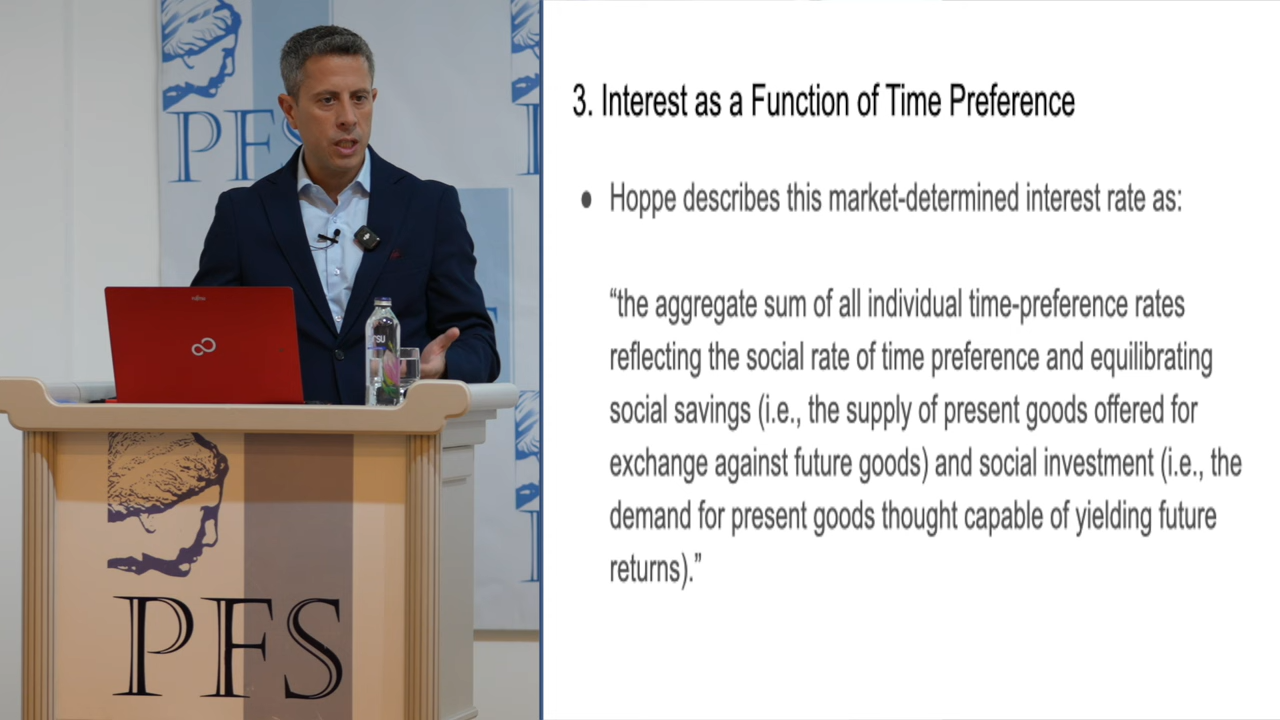 PFS
FUJITSU
SU
PFS
3. Interest as a Function of Time Preference
● Hoppe describes this market-determined interest rate as:
“the aggregate sum of all individual time-preference rates
reflecting the social rate of time preference and equilibrating
social savings (i.e., the supply of present goods offered for
exchange against future goods) and social investment (i.e., the
demand for present goods thought capable of yielding future
returns).”